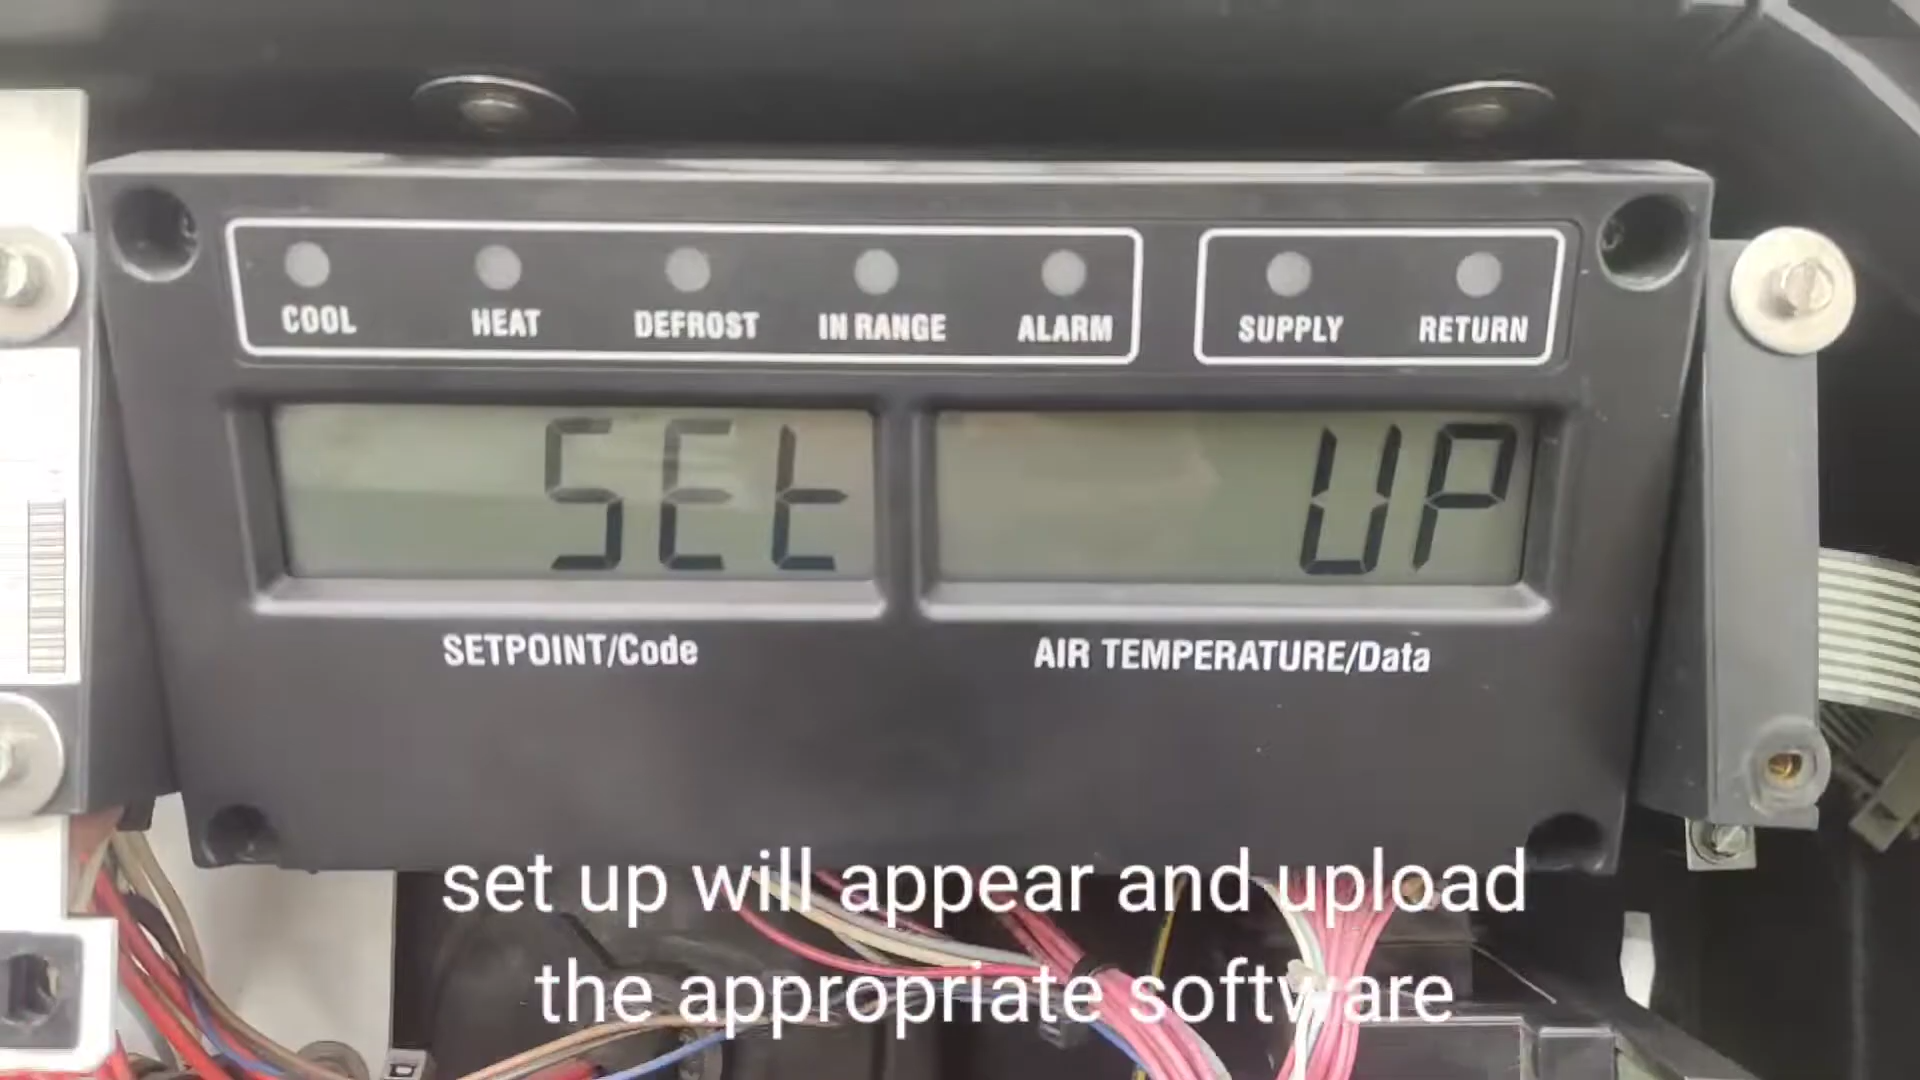 COOL HEAT DEFROST IN RANGE ALARM SUPPLY RETURN
SEt UP
SETPOINT/Code AIR TEMPERATURE/Data
set up will appear and upload
the appropriate software